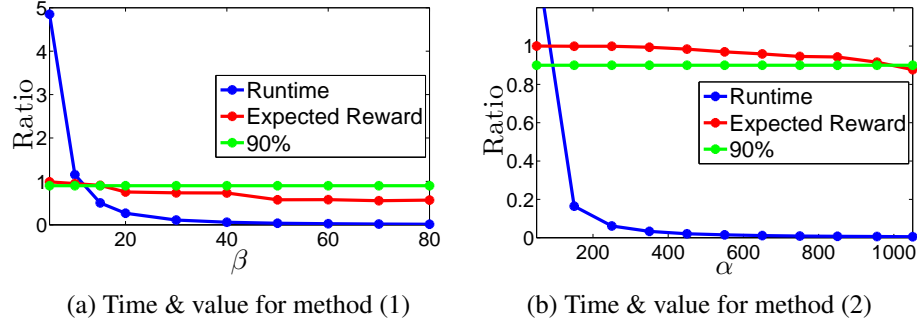 5
4
3
2
1
0
Ratio
20
40
60
80
β
Runtime
Expected Reward
90%
(a) Time & value for method (1)
1
0.8
0.6
0.4
0.2
0
Ratio
200
400
600
800
1000
α
Runtime
Expected Reward
90%
(b) Time & value for method (2)